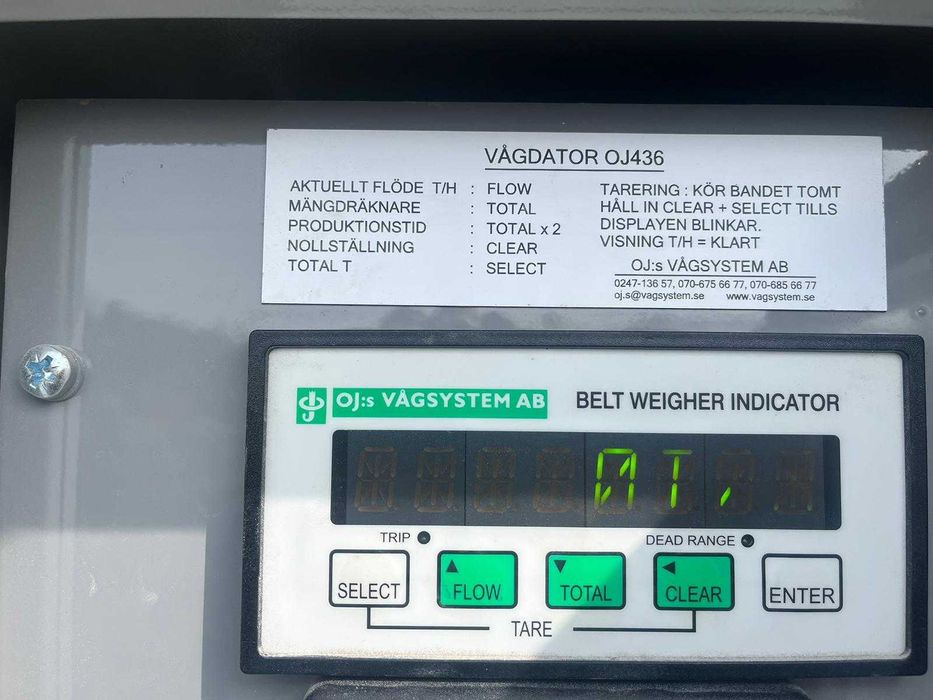 VÅGDATOR OJ436
AKTUELLT FLÖDE T/H : FLOW
MÄNGDRÄKNARE : TOTAL
PRODUKTIONSTID : TOTAL x 2
NOLLSTÄLLNING : CLEAR
TOTAL T : SELECT
TARERING : KÖR BANDET TOMT
HÅLL IN CLEAR + SELECT TILLS
DISPLAYEN BLINKAR.
VISNING T/H = KLART
OJ:s VÅGSYSTEM AB
0247-136 57, 070-675 66 77, 070-685 66 77
oj.s@vagsystem.se www.vagsystem.se
OJ:s VÅGSYSTEM AB
BELT WEIGHER INDICATOR
TRIP
DEAD RANGE
SELECT
FLOW
TOTAL
CLEAR
ENTER
TARE